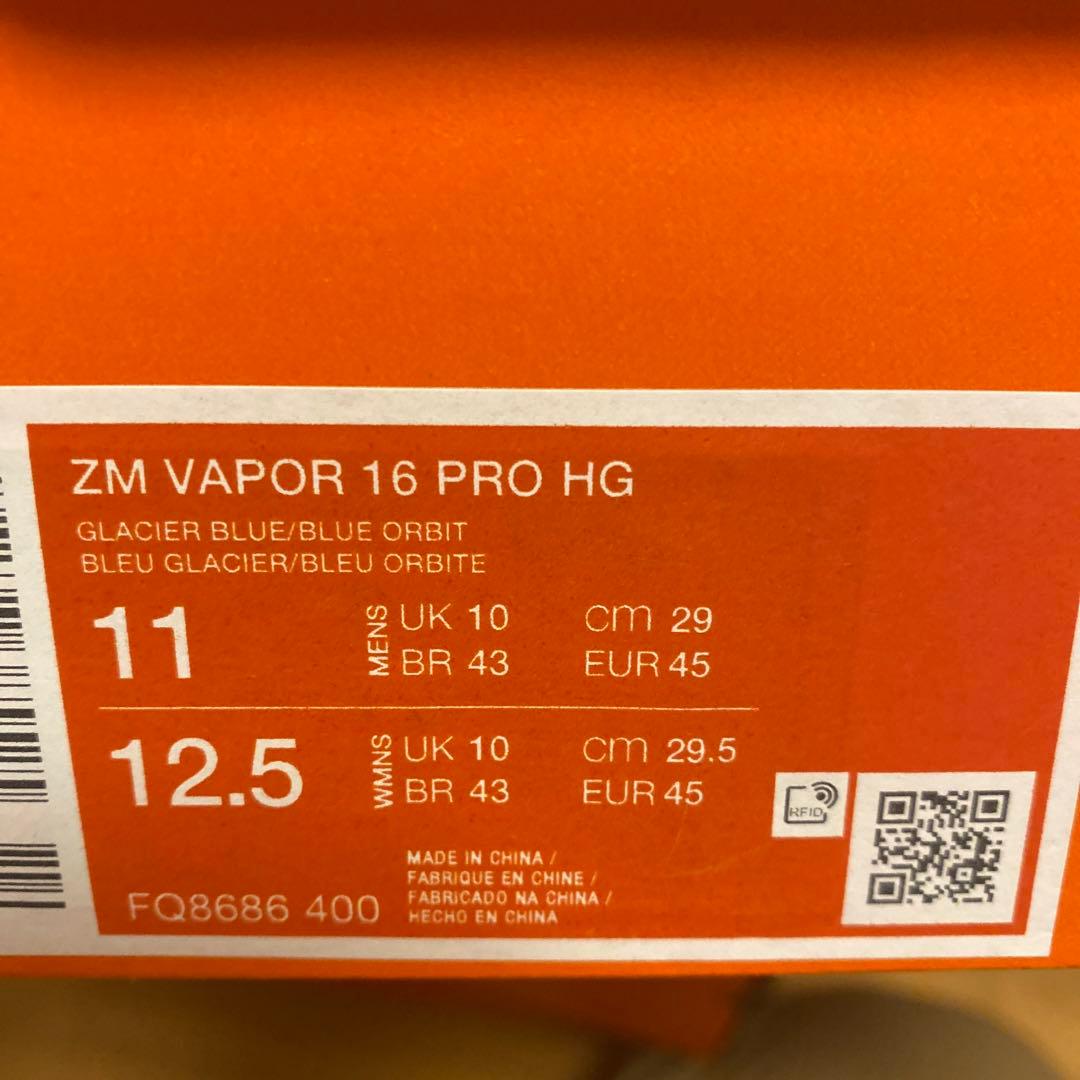 ZM VAPOR 16 PRO HG
GLACIER BLUE/BLUE ORBIT
BLEU GLACIER/BLEU ORBITE
11 MENS UK 10 CM 29
BR 43 EUR 45
12.5 WMNS UK 10 CM 29.5
BR 43 EUR 45
RFID
FQ8686 400
MADE IN CHINA /
FABRIQUE EN CHINE /
FABRICADO NA CHINA /
HECHO EN CHINA